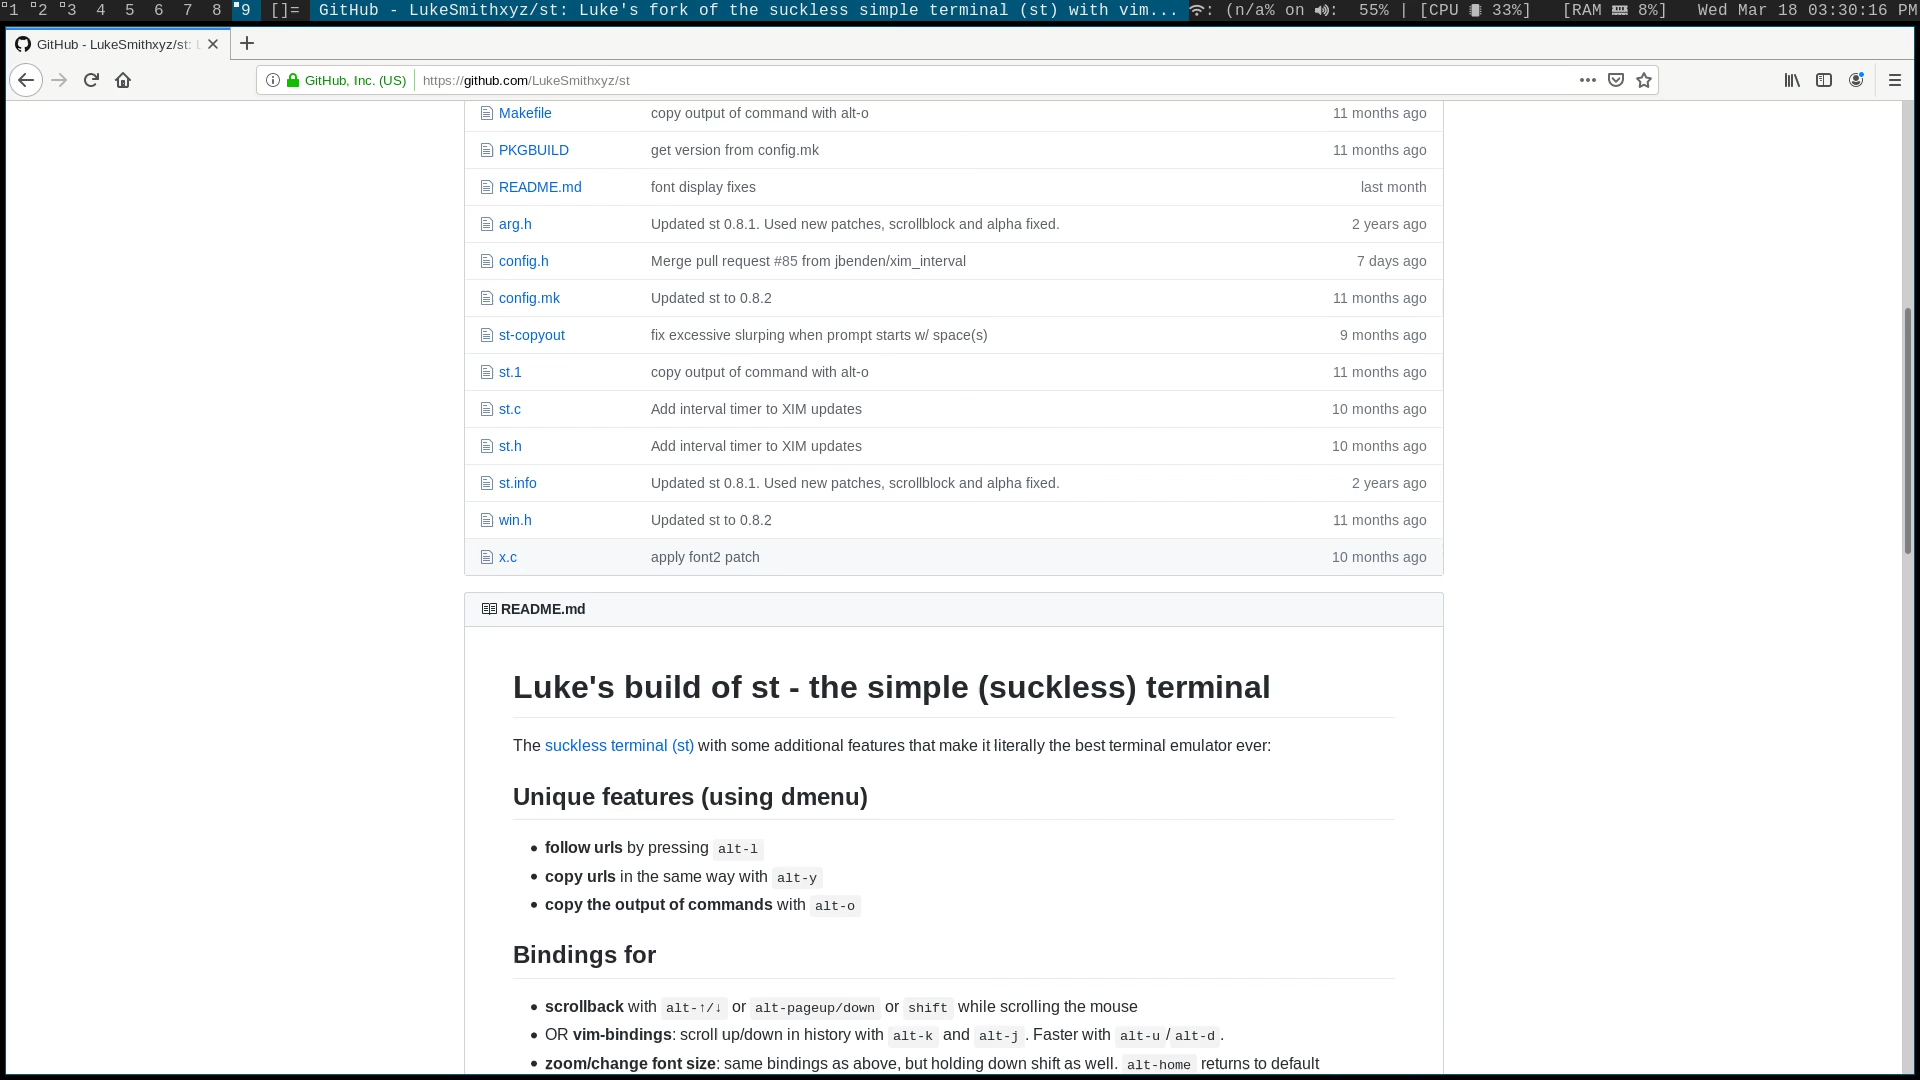 1 2 3 4 5 6 7 8 9 []= GitHub - LukeSmithxyz/st: Luke's fork of the suckless simple terminal (st) with vim... : (n/a% on : 55% | [CPU 33%] [RAM 8%] Wed Mar 18 03:30:16 PM
GitHub - LukeSmithxyz/st: L
GitHub, Inc. (US) https://github.com/LukeSmithxyz/st
Makefile copy output of command with alt-o 11 months ago
PKGBUILD get version from config.mk 11 months ago
README.md font display fixes last month
arg.h Updated st 0.8.1. Used new patches, scrollblock and alpha fixed. 2 years ago
config.h Merge pull request #85 from jbenden/xim_interval 7 days ago
config.mk Updated st to 0.8.2 11 months ago
st-copyout fix excessive slurping when prompt starts w/ space(s) 9 months ago
st.1 copy output of command with alt-o 11 months ago
st.c Add interval timer to XIM updates 10 months ago
st.h Add interval timer to XIM updates 10 months ago
st.info Updated st 0.8.1. Used new patches, scrollblock and alpha fixed. 2 years ago
win.h Updated st to 0.8.2 11 months ago
x.c apply font2 patch 10 months ago
README.md
Luke's build of st - the simple (suckless) terminal
The suckless terminal (st) with some additional features that make it literally the best terminal emulator ever:
Unique features (using dmenu)
• follow urls by pressing alt-l
• copy urls in the same way with alt-y
• copy the output of commands with alt-o
Bindings for
• scrollback with alt-↑/↓ or alt-pageup/down or shift while scrolling the mouse
• OR vim-bindings: scroll up/down in history with alt-k and alt-j. Faster with alt-u/alt-d.
• zoom/change font size: same bindings as above, but holding down shift as well. alt-home returns to default